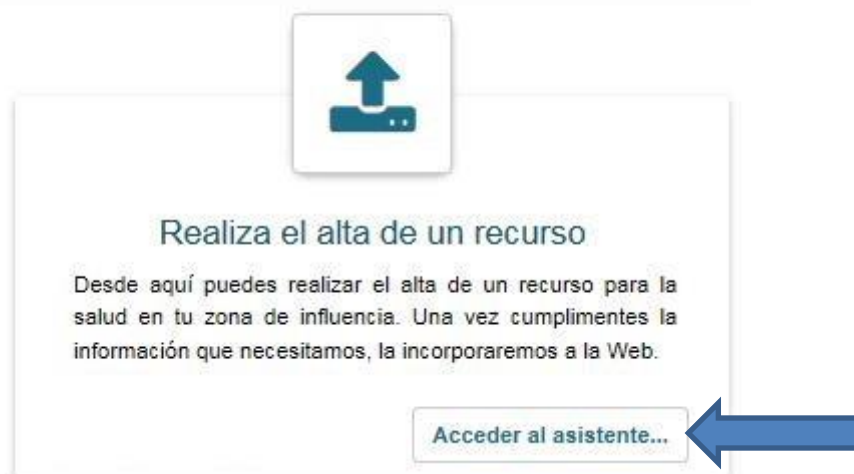 Realiza el alta de un recurso
Desde aquí puedes realizar el alta de un recurso para la
salud en tu zona de influencia. Una vez cumplimentes la
información que necesitamos, la incorporaremos a la Web.
Acceder al asistente...